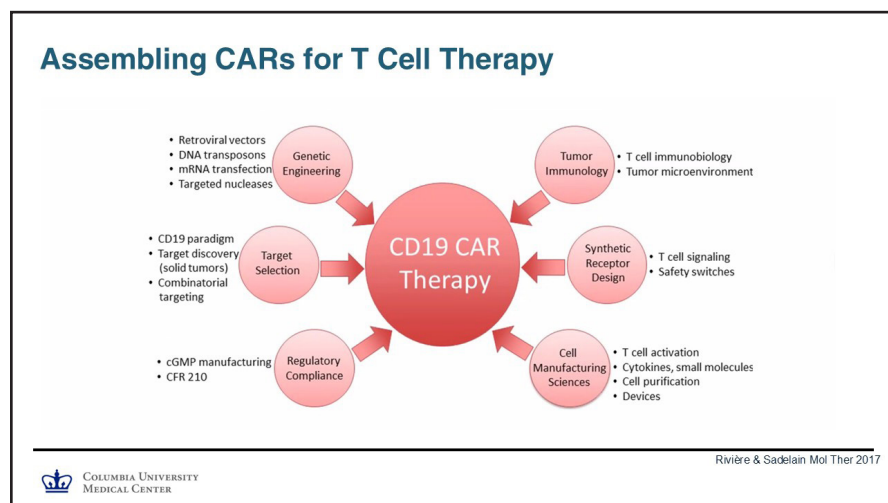 Assembling CARs for T Cell Therapy
• Retroviral vectors
• DNA transposons
• mRNA transfection
• Targeted nucleases
Genetic
Engineering
Tumor
Immunology
• T cell immunobiology
• Tumor microenvironment
CD19 CAR
Therapy
• CD19 paradigm
• Target discovery
(solid tumors)
• Combinatorial
targeting
Target
Selection
Synthetic
Receptor
Design
• T cell signaling
• Safety switches
• cGMP manufacturing
• CFR 210
Regulatory
Compliance
Cell
Manufacturing
Sciences
• T cell activation
• Cytokines, small molecules
• Cell purification
• Devices
Rivière & Sadelain Mol Ther 2017
COLUMBIA UNIVERSITY
MEDICAL CENTER